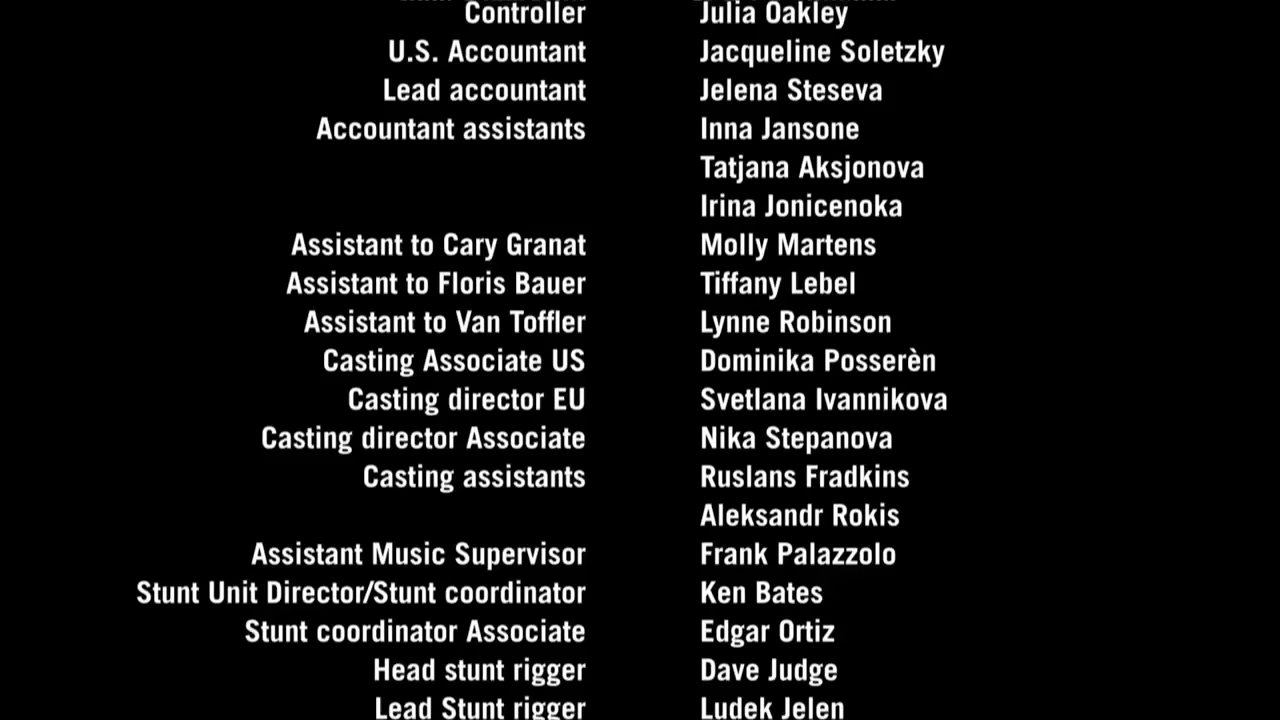 Controller Julia Oakley
U.S. Accountant Jacqueline Soletzky
Lead accountant Jelena Steseva
Accountant assistants Inna Jansone
Tatjana Aksjonova
Irina Jonicenoka
Assistant to Cary Granat Molly Martens
Assistant to Floris Bauer Tiffany Lebel
Assistant to Van Toffler Lynne Robinson
Casting Associate US Dominika Posserèn
Casting director EU Svetlana Ivannikova
Casting director Associate Nika Stepanova
Casting assistants Ruslans Fradkins
Aleksandr Rokis
Assistant Music Supervisor Frank Palazzolo
Stunt Unit Director/Stunt coordinator Ken Bates
Stunt coordinator Associate Edgar Ortiz
Head stunt rigger Dave Judge
Lead Stunt rigger Ludek Jelen